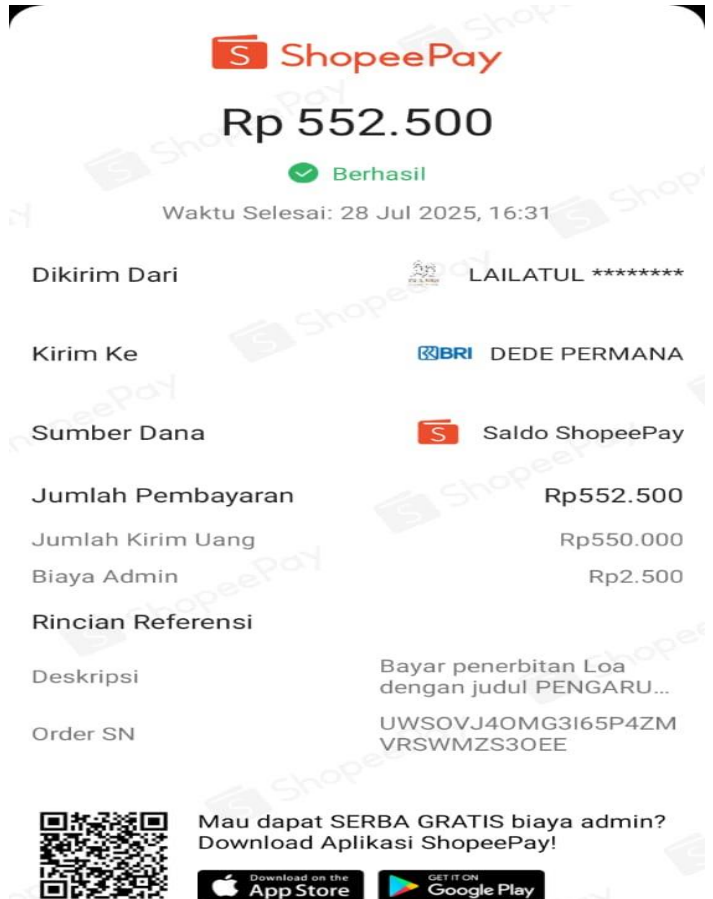 ShopeePay
Rp 552.500
Berhasil
Waktu Selesai: 28 Jul 2025, 16:31
Dikirim Dari LAILATUL ********
Kirim Ke BRI DEDE PERMANA
Sumber Dana Saldo ShopeePay
Jumlah Pembayaran Rp552.500
Jumlah Kirim Uang Rp550.000
Biaya Admin Rp2.500
Rincian Referensi
Deskripsi Bayar penerbitan Loa
dengan judul PENGARU...
Order SN UWSOVJ4OMG3I65P4ZM
VRSWMZS3OEE
Mau dapat SERBA GRATIS biaya admin?
Download Aplikasi ShopeePay!
Download on the App Store
GET IT ON Google Play